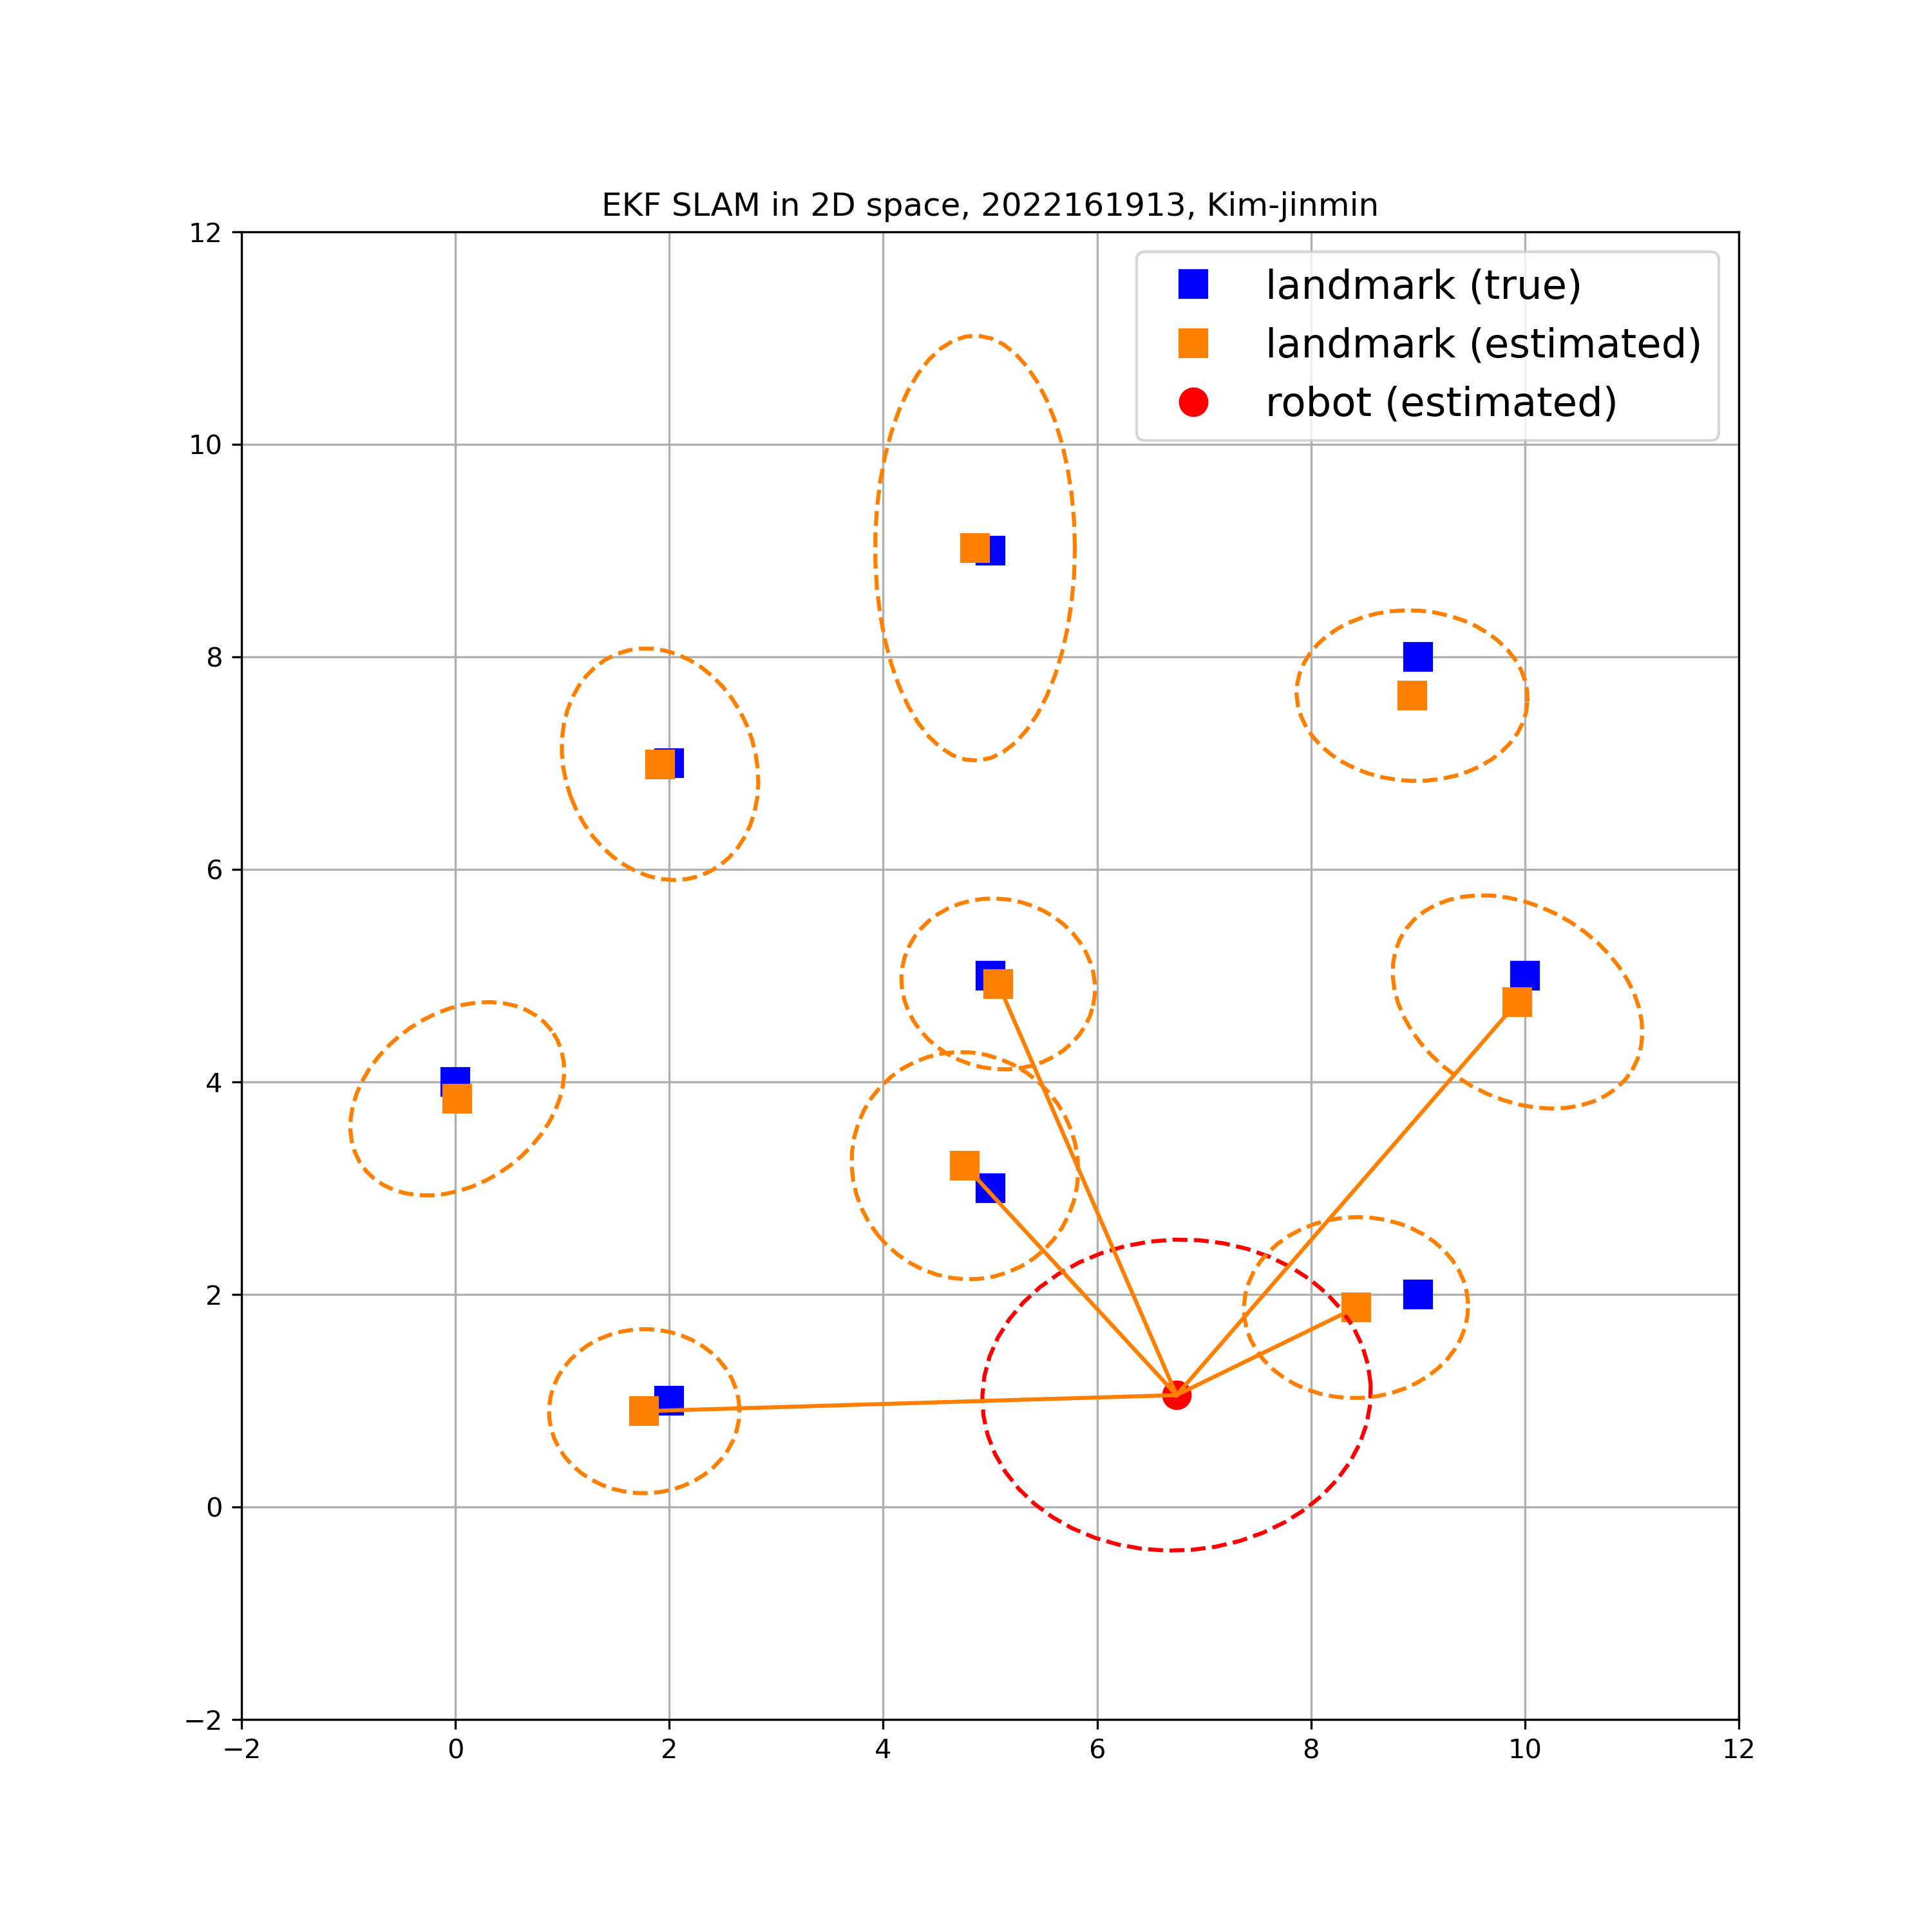 EKF SLAM in 2D space, 2022161913, Kim-jinmin
landmark (true)
landmark (estimated)
robot (estimated)
12
10
8
6
4
2
0
−2
−2 0 2 4 6 8 10 12